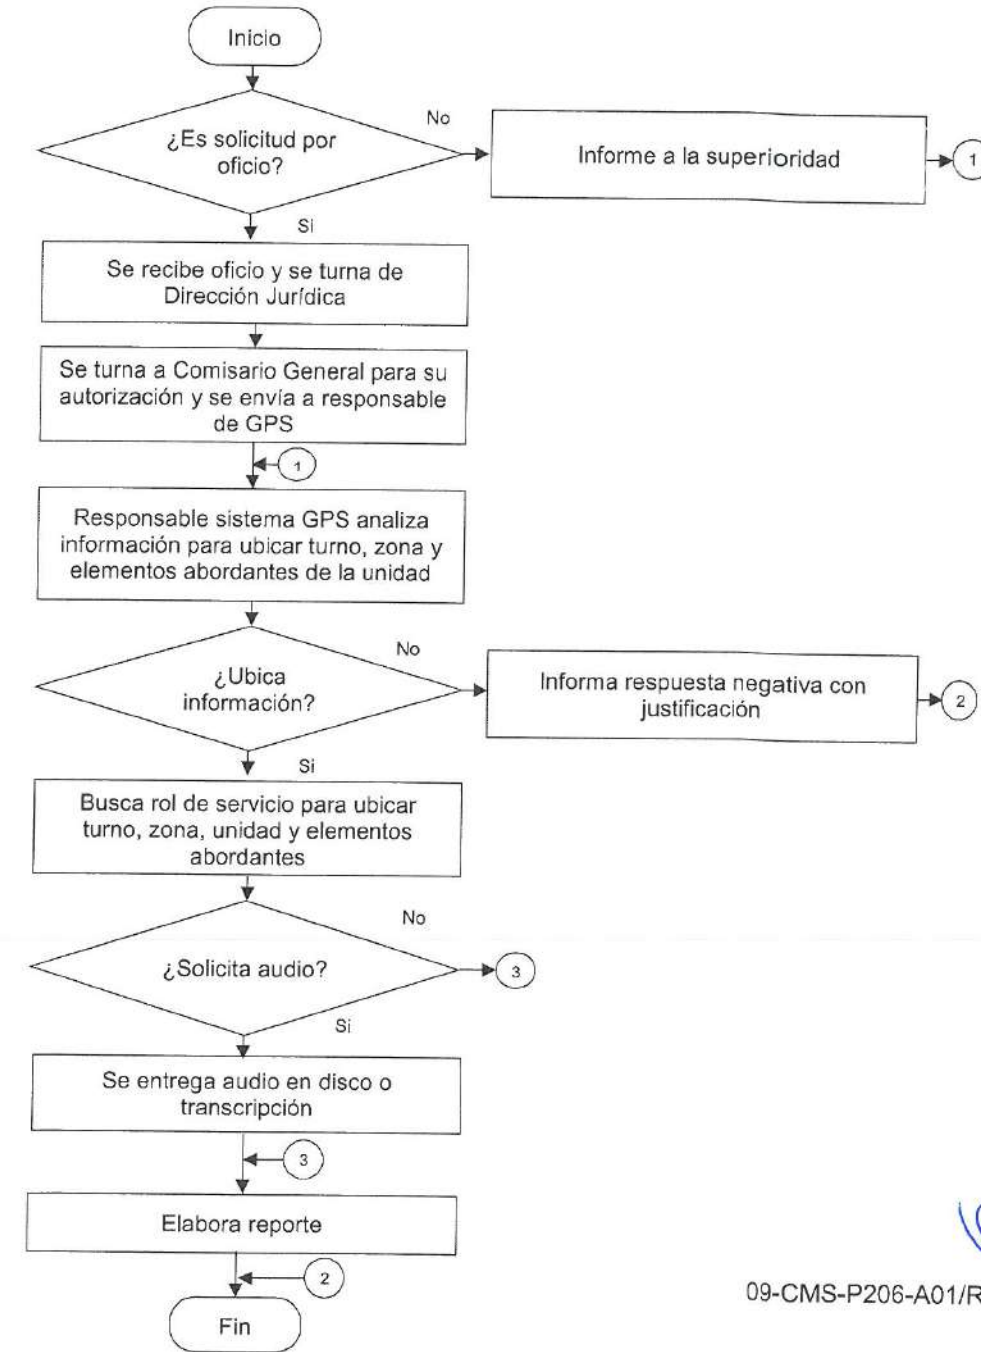 Inicio
¿Es solicitud por
oficio?
No
Informe a la superioridad
1
Si
Se recibe oficio y se turna de
Dirección Jurídica
Se turna a Comisario General para su
autorización y se envía a responsable
de GPS
1
Responsable sistema GPS analiza
información para ubicar turno, zona y
elementos abordantes de la unidad
¿Ubica
información?
No
Informa respuesta negativa con
justificación
2
Si
Busca rol de servicio para ubicar
turno, zona, unidad y elementos
abordantes
¿Solicita audio?
No
3
Si
Se entrega audio en disco o
transcripción
3
Elabora reporte
2
Fin
09-CMS-P206-A01/R